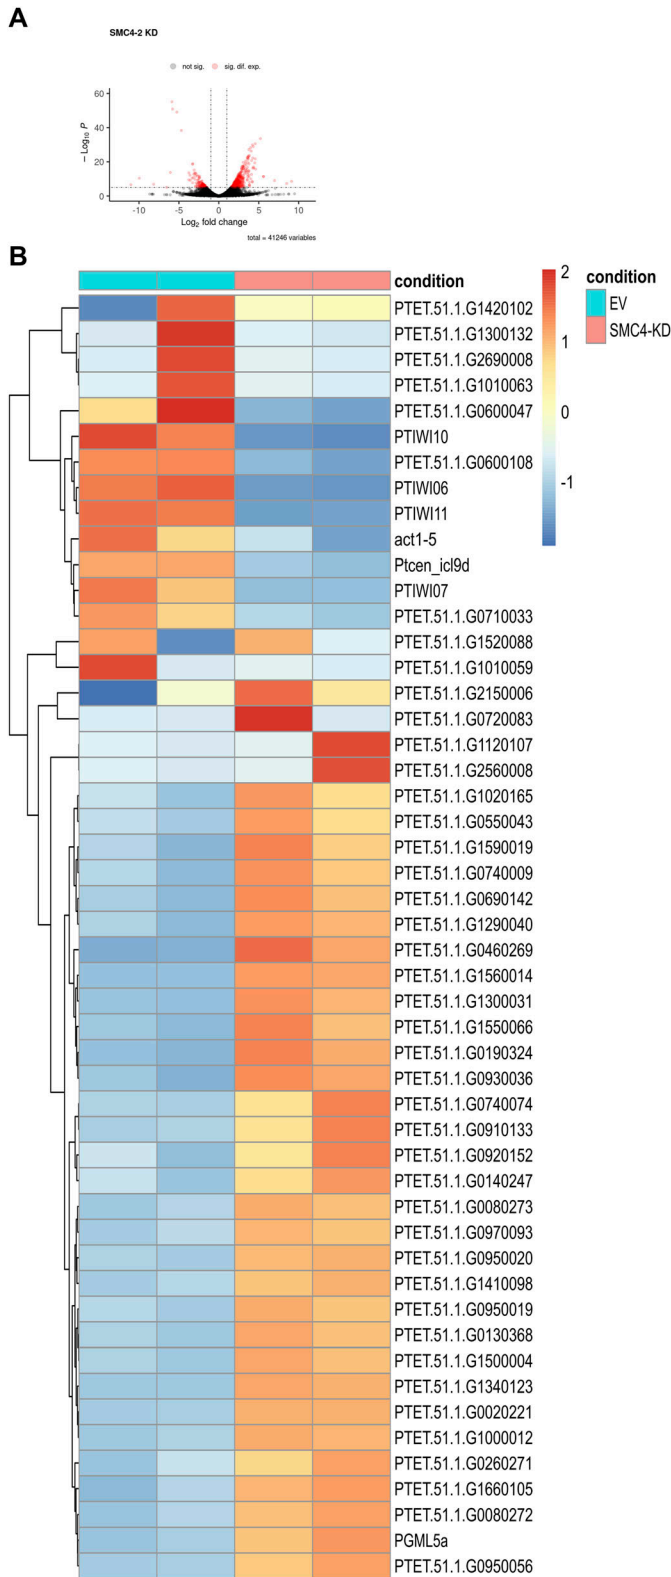 A
SMC4-2 KD
not sig. sig. dif. exp.
60
40
20
0
– Log10 P
-10 -5 0 5 10
Log2 fold change
total = 41246 variables
B
condition
PTET.51.1.G1420102
PTET.51.1.G1300132
PTET.51.1.G2690008
PTET.51.1.G1010063
PTET.51.1.G0600047
PTIWI10
PTET.51.1.G0600108
PTIWI06
PTIWI11
act1-5
Ptcen_icl9d
PTIWI07
PTET.51.1.G0710033
PTET.51.1.G1520088
PTET.51.1.G1010059
PTET.51.1.G2150006
PTET.51.1.G0720083
PTET.51.1.G1120107
PTET.51.1.G2560008
PTET.51.1.G1020165
PTET.51.1.G0550043
PTET.51.1.G1590019
PTET.51.1.G0740009
PTET.51.1.G0690142
PTET.51.1.G1290040
PTET.51.1.G0460269
PTET.51.1.G1560014
PTET.51.1.G1300031
PTET.51.1.G1550066
PTET.51.1.G0190324
PTET.51.1.G0930036
PTET.51.1.G0740074
PTET.51.1.G0910133
PTET.51.1.G0920152
PTET.51.1.G0140247
PTET.51.1.G0080273
PTET.51.1.G0970093
PTET.51.1.G0950020
PTET.51.1.G1410098
PTET.51.1.G0950019
PTET.51.1.G0130368
PTET.51.1.G1500004
PTET.51.1.G1340123
PTET.51.1.G0020221
PTET.51.1.G1000012
PTET.51.1.G0260271
PTET.51.1.G1660105
PTET.51.1.G0080272
PGML5a
PTET.51.1.G0950056
2
1
0
-1
condition
EV
SMC4-KD